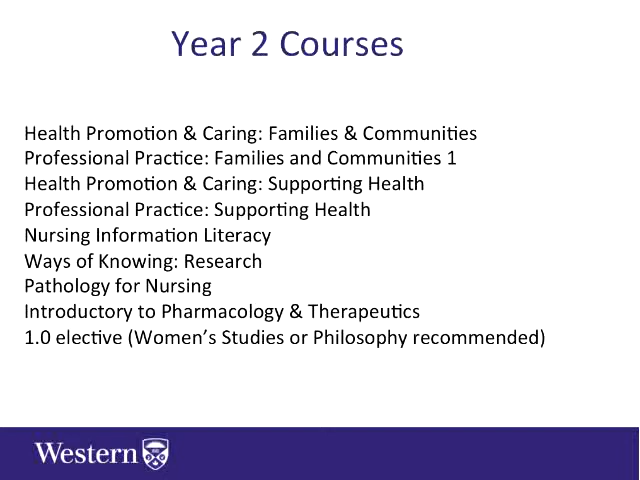 Year 2 Courses
Health Promotion & Caring: Families & Communities
Professional Practice: Families and Communities 1
Health Promotion & Caring: Supporting Health
Professional Practice: Supporting Health
Nursing Information Literacy
Ways of Knowing: Research
Pathology for Nursing
Introductory to Pharmacology & Therapeutics
1.0 elective (Women's Studies or Philosophy recommended)
Western